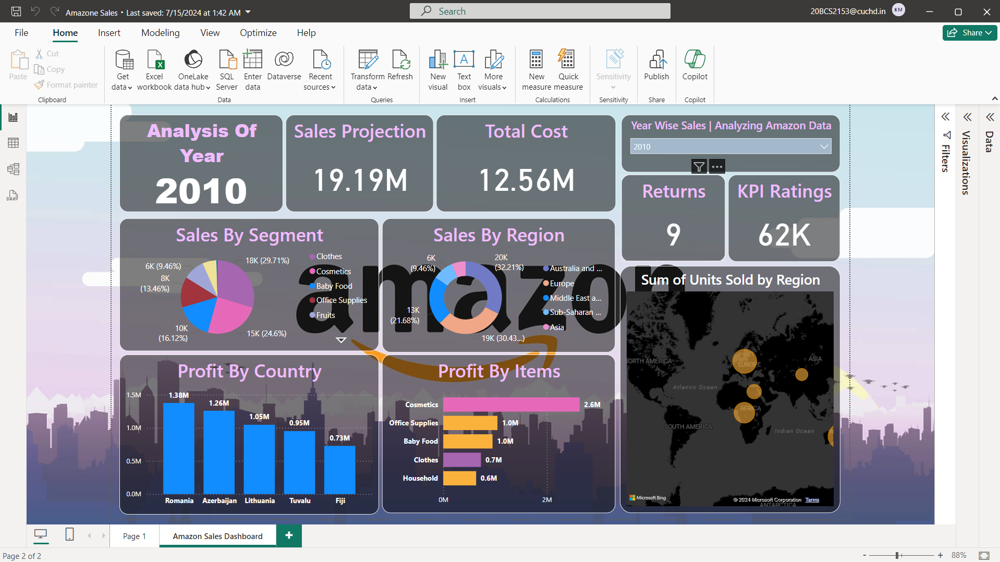 Amazone Sales • Last saved: 7/15/2024 at 1:42 AM
Search
20BCS2153@cuchd.in
KM
File
Home
Insert
Modeling
View
Optimize
Help
Share
Paste
Cut
Copy
Format painter
Clipboard
Get data
Excel workbook
OneLake data hub
SQL Server
Enter data
Dataverse
Recent sources
Data
Transform data
Refresh
Queries
New visual
Text box
More visuals
Insert
New measure
Quick measure
Calculations
Sensitivity
Sensitivity
Publish
Share
Copilot
Copilot
DAX
Analysis Of
Year
2010
Sales Projection
19.19M
Total Cost
12.56M
Year Wise Sales | Analyzing Amazon Data
2010
Returns
9
KPI Ratings
62K
Filters
Visualizations
Data
Sales By Segment
18K (29.71%)
15K (24.6%)
10K
(16.12%)
8K
(13.46%)
6K (9.46%)
Clothes
Cosmetics
Baby Food
Office Supplies
Fruits
Sales By Region
20K
(32.21%)
19K (30.43...)
13K
(21.68%)
6K
(9.46%)
Australia and ...
Europe
Middle East a...
Sub-Saharan ...
Asia
amazon
Sum of Units Sold by Region
NORTH AMERICA
EUROPE
ASIA
Atlantic Ocean
AFRICA
SOUTH AMERICA
Indian Ocean
Microsoft Bing
© 2024 Microsoft Corporation
Terms
ANTARCTICA
Profit By Country
1.5M
1.0M
0.5M
0.0M
1.38M
1.26M
1.05M
0.95M
0.73M
Romania
Azerbaijan
Lithuania
Tuvalu
Fiji
Profit By Items
Cosmetics
2.6M
Office Supplies
1.0M
Baby Food
1.0M
Clothes
0.7M
Household
0.6M
0M
2M
Page 1
Amazon Sales Dashboard
Page 2 of 2
88%